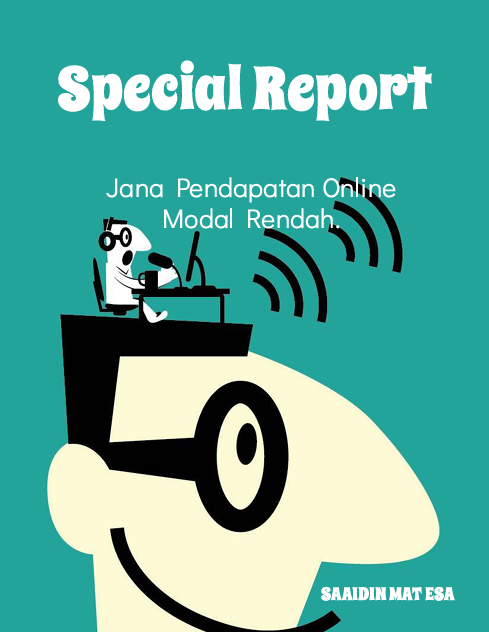 Special Report
Jana Pendapatan Online
Modal Rendah.
SAAIDIN MAT ESA